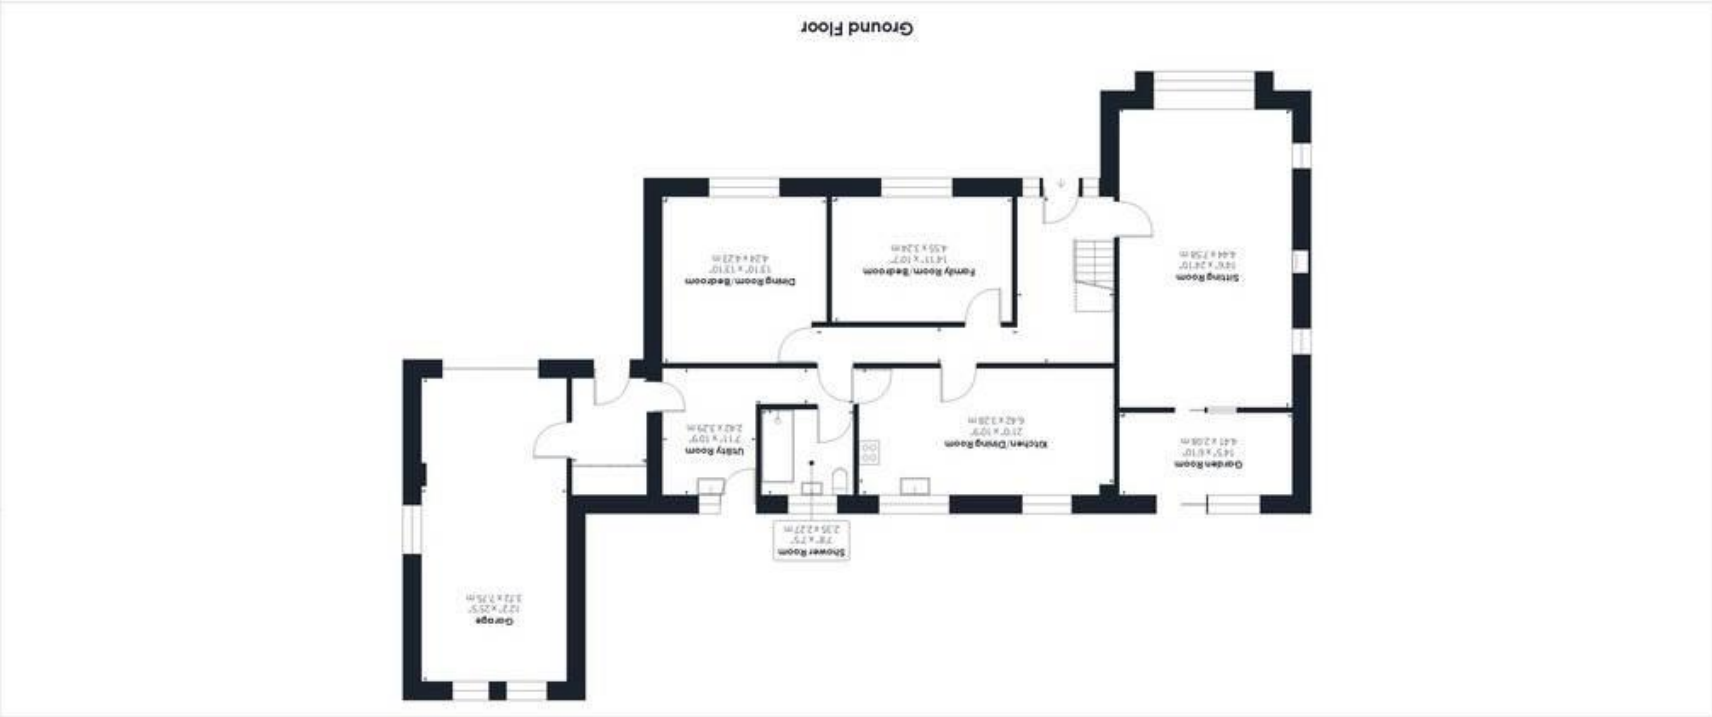 Garage
12'2" x 25'5"
3.72 x 7.75 m
Shower Room
7'8" x 7'5"
2.35 x 2.27 m
Garden Room
14'5" x 6'10"
4.41 x 2.08 m
Kitchen/Dining Room
21'0" x 10'9"
6.42 x 3.28 m
Utility Room
7'11" x 10'9"
2.42 x 3.29 m
Sitting Room
14'6" x 24'10"
4.44 x 7.58 m
Family Room/Bedroom
14'11" x 10'7"
4.55 x 3.24 m
Dining Room/Bedroom
13'10" x 13'10"
4.24 x 4.23 m
Ground Floor